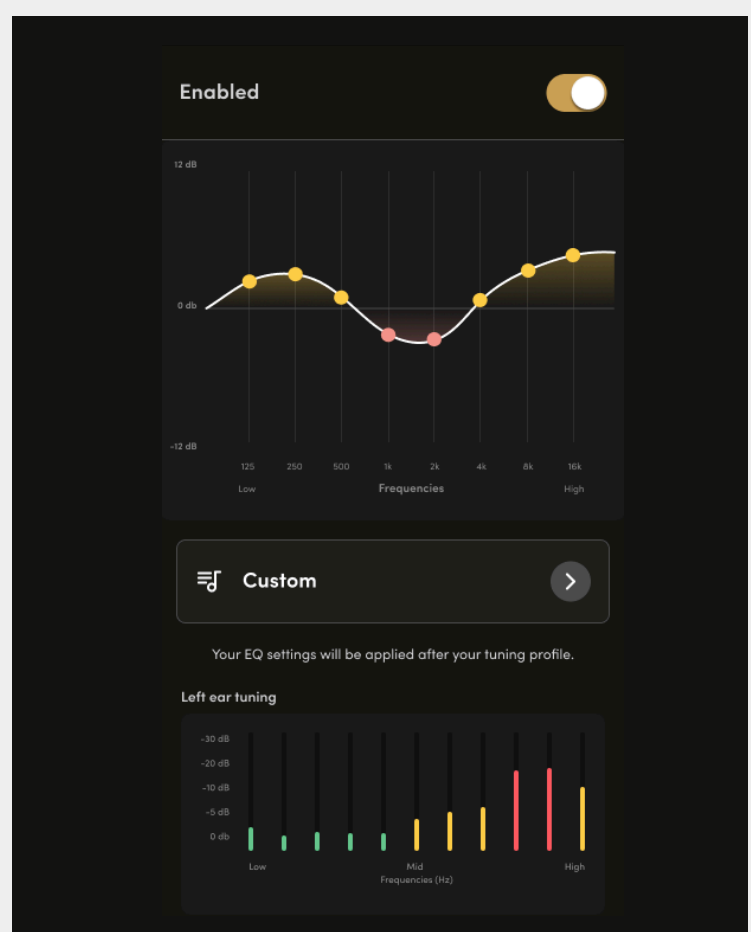 Enabled
12 dB
0 db
-12 dB
125 250 500 1k 2k 4k 8k 16k
Low Frequencies High
Custom
Your EQ settings will be applied after your tuning profile.
Left ear tuning
-30 dB
-20 dB
-10 dB
-5 dB
0 db
Low Mid High
Frequencies (Hz)